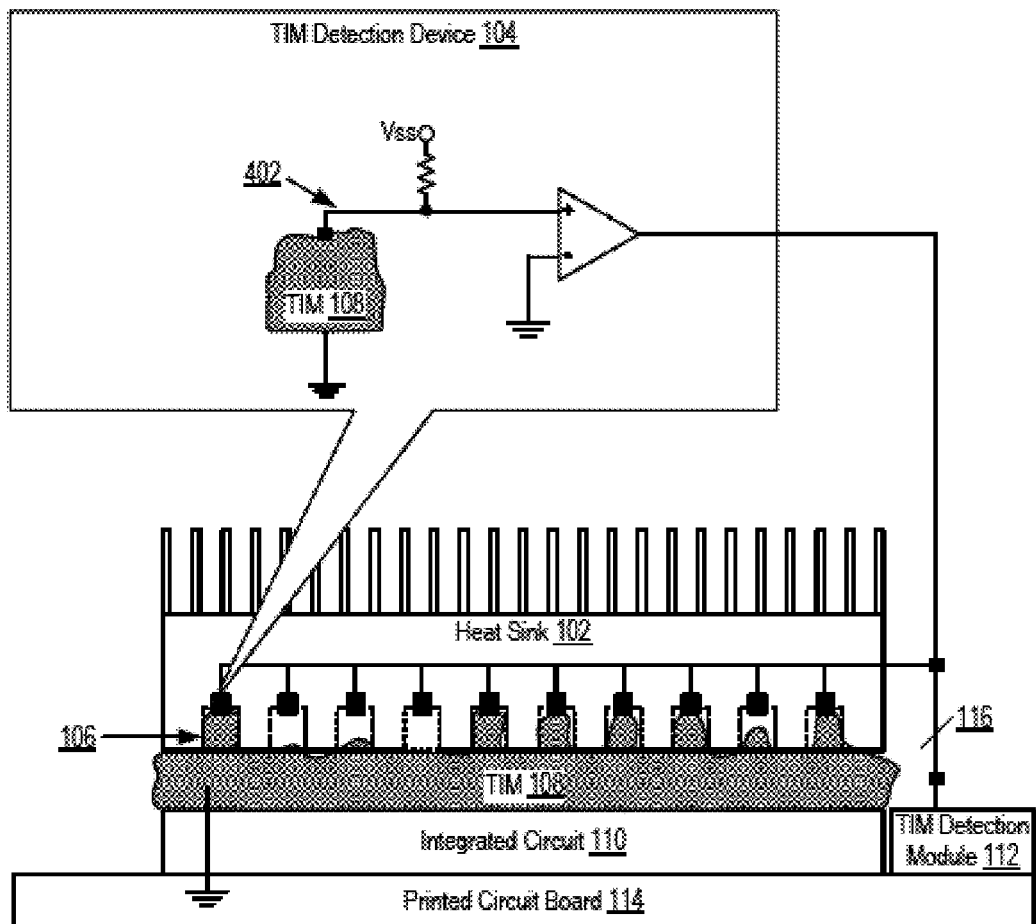 TIM Detection Device 104
Vss
402
+
-
TIM 108
Heat Sink 102
106
116
TIM 108
Integrated Circuit 110
TIM Detection
Module 112
Printed Circuit Board 114